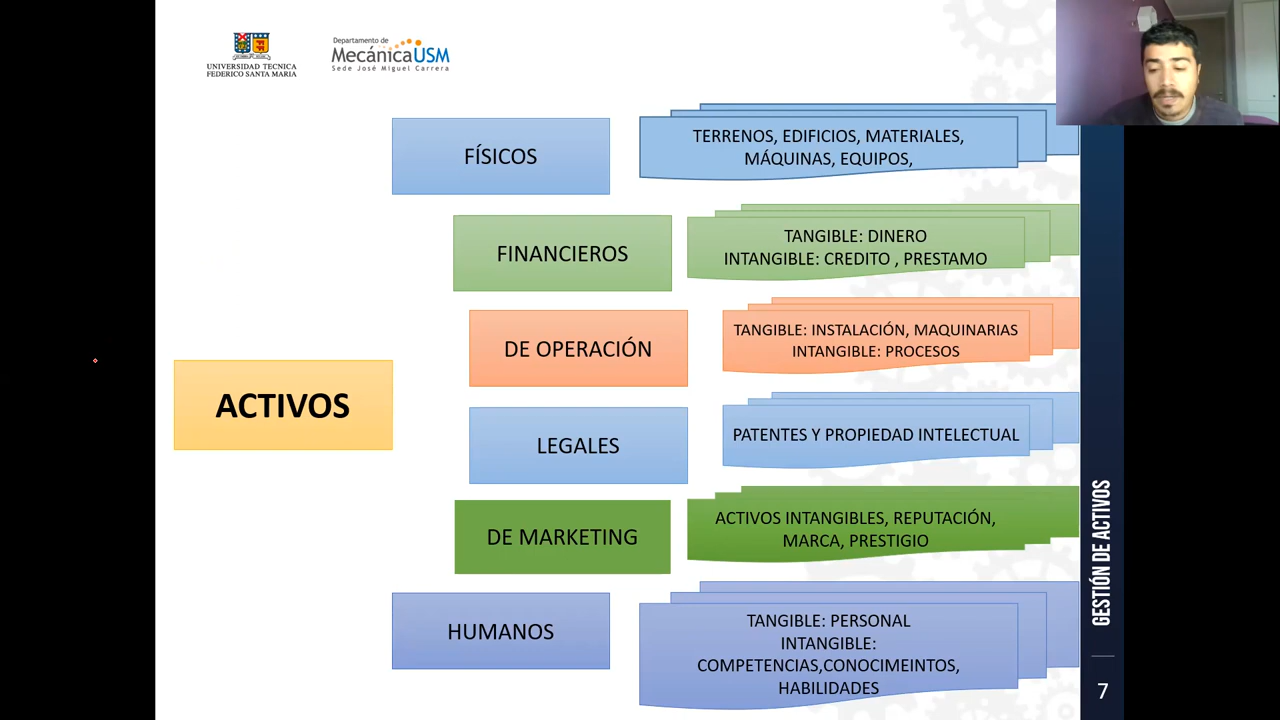 UNIVERSIDAD TECNICA
FEDERICO SANTA MARIA
Departamento de
MecánicaUSM
Sede José Miguel Carrera
FÍSICOS
TERRENOS, EDIFICIOS, MATERIALES,
MÁQUINAS, EQUIPOS,
FINANCIEROS
TANGIBLE: DINERO
INTANGIBLE: CREDITO , PRESTAMO
DE OPERACIÓN
TANGIBLE: INSTALACIÓN, MAQUINARIAS
INTANGIBLE: PROCESOS
ACTIVOS
LEGALES
PATENTES Y PROPIEDAD INTELECTUAL
DE MARKETING
ACTIVOS INTANGIBLES, REPUTACIÓN,
MARCA, PRESTIGIO
HUMANOS
TANGIBLE: PERSONAL
INTANGIBLE:
COMPETENCIAS,CONOCIMEINTOS,
HABILIDADES
GESTIÓN DE ACTIVOS
7